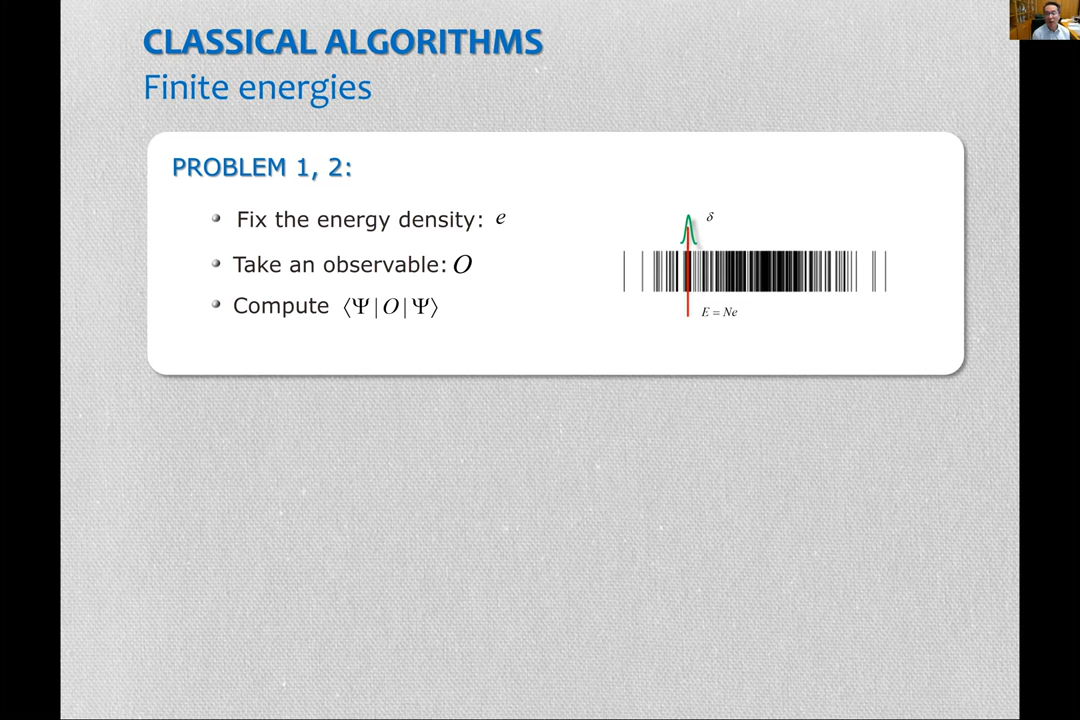 CLASSICAL ALGORITHMS
Finite energies
PROBLEM 1, 2:
Fix the energy density: e
Take an observable: O
Compute ⟨Ψ | O | Ψ⟩
δ
E = Ne